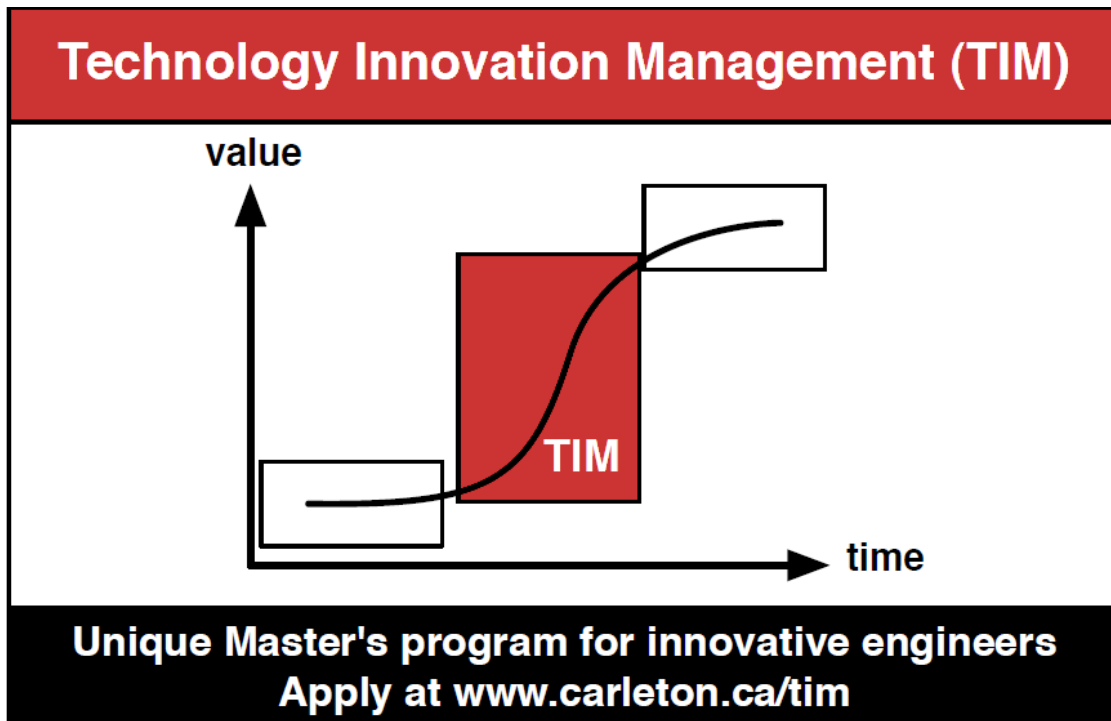 Technology Innovation Management (TIM)
value
TIM
time
Unique Master's program for innovative engineers
Apply at www.carleton.ca/tim